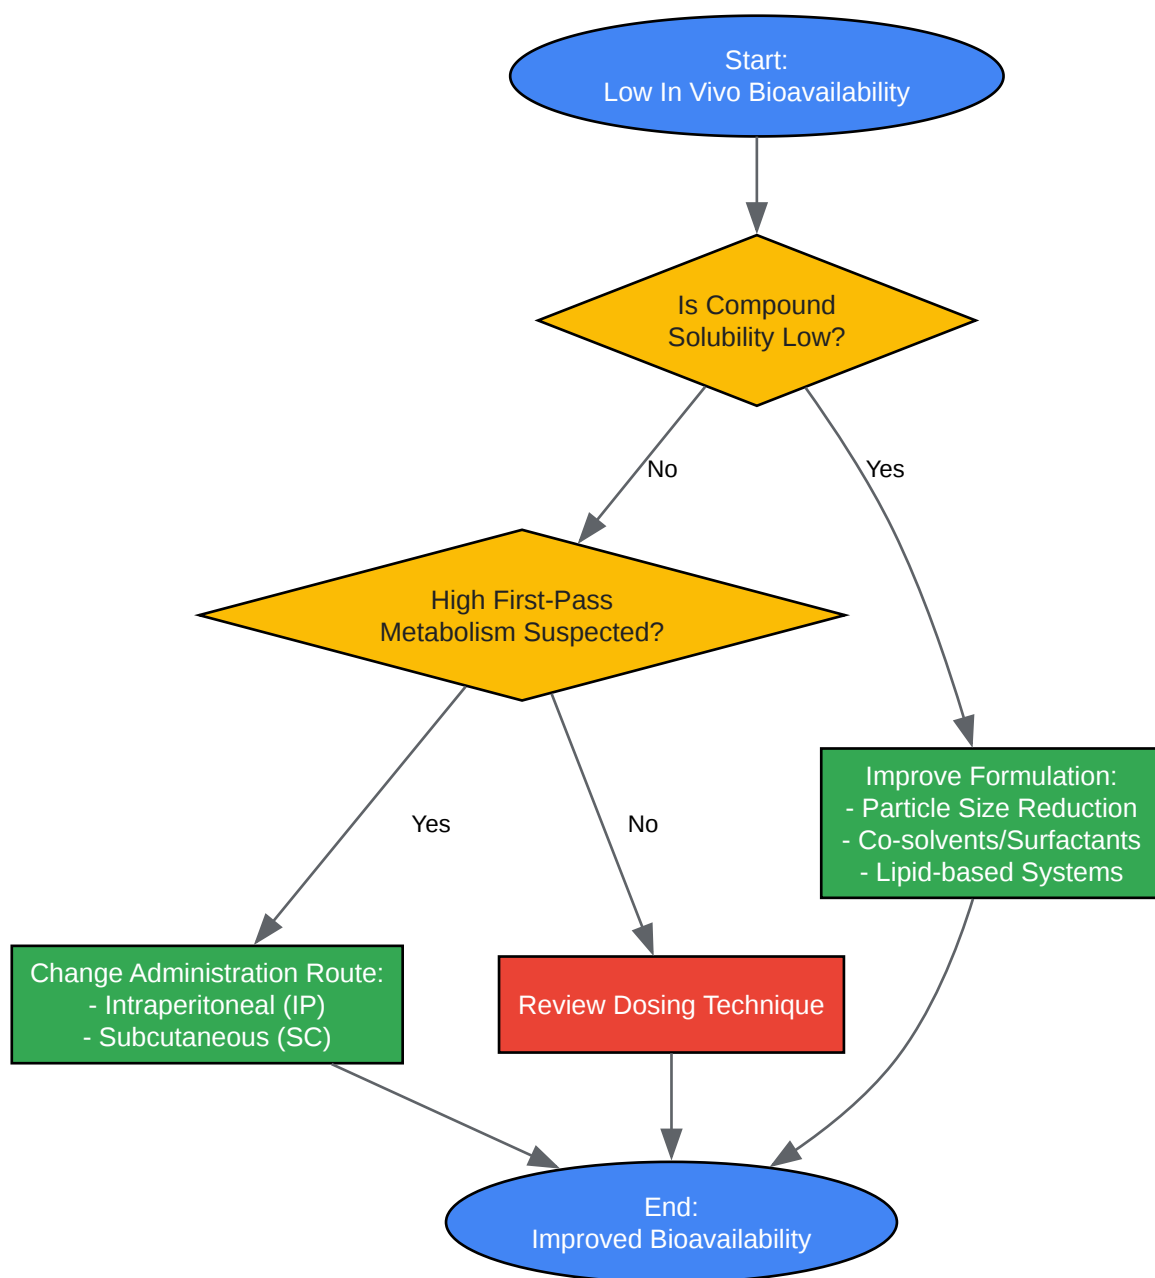 Start:
Low In Vivo Bioavailability
Is Compound
Solubility Low?
No
Yes
High First-Pass
Metabolism Suspected?
Improve Formulation:
- Particle Size Reduction
- Co-solvents/Surfactants
- Lipid-based Systems
Yes
No
Change Administration Route:
- Intraperitoneal (IP)
- Subcutaneous (SC)
Review Dosing Technique
End:
Improved Bioavailability